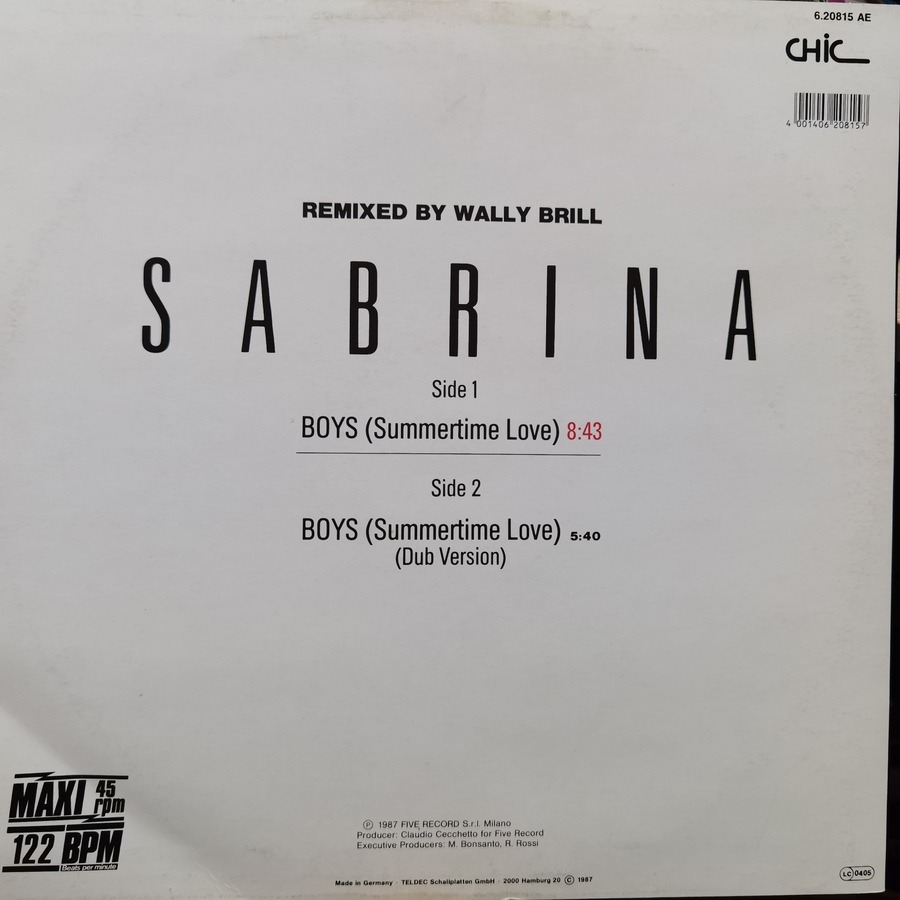 6.20815 AE
CHIC
4 001406 208157
REMIXED BY WALLY BRILL
SABRINA
Side 1
BOYS (Summertime Love) 8:43
Side 2
BOYS (Summertime Love) 5:40
(Dub Version)
MAXI 45 rpm
122 BPM
Beats per minute
Ⓟ 1987 FIVE RECORD S.r.l. Milano
Producer: Claudio Cecchetto for Five Record
Executive Producers: M. Bonsanto, R. Rossi
Made in Germany · TELDEC Schallplatten GmbH · 2000 Hamburg 20 Ⓒ 1987
LC 0405